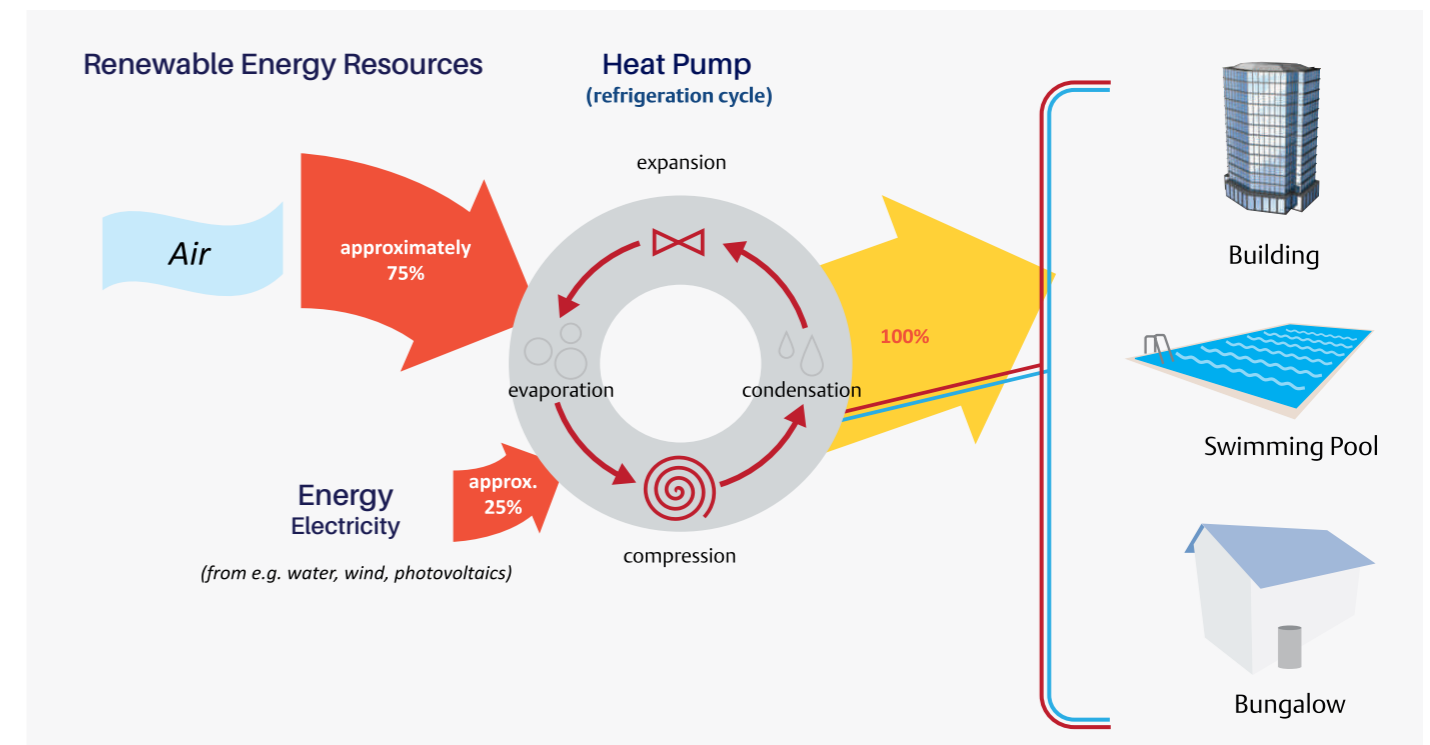 Renewable Energy Resources
Heat Pump
(refrigeration cycle)
expansion
Air
approximately
75%
100%
evaporation
condensation
Energy
Electricity
approx.
25%
(from e.g. water, wind, photovoltaics)
compression
Building
Swimming Pool
Bungalow